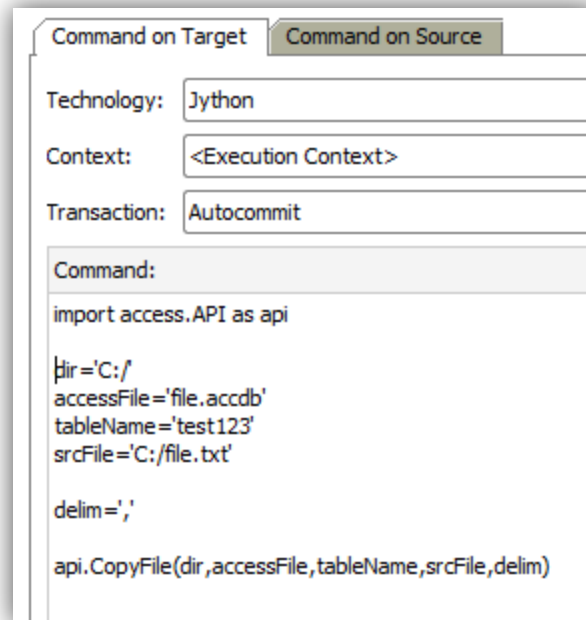 Command on Target
Command on Source
Technology: Jython
Context: <Execution Context>
Transaction: Autocommit
Command:
import access.API as api
dir='C:/'
accessFile='file.accdb'
tableName='test123'
srcFile='C:/file.txt'
delim=','
api.CopyFile(dir,accessFile,tableName,srcFile,delim)